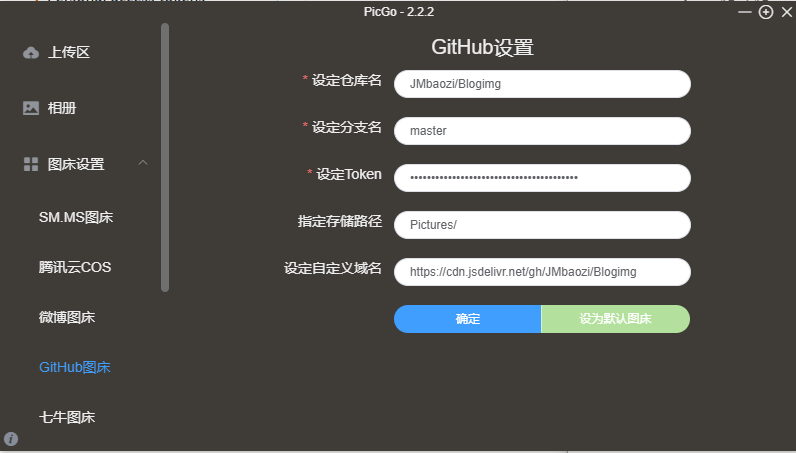 PicGo - 2.2.2
上传区
相册
图床设置
SM.MS图床
腾讯云COS
微博图床
GitHub图床
七牛图床
GitHub设置
* 设定仓库名
JMbaozi/Blogimg
* 设定分支名
master
* 设定Token
••••••••••••••••••••••••••••••••••••••••
指定存储路径
Pictures/
设定自定义域名
https://cdn.jsdelivr.net/gh/JMbaozi/Blogimg
确定
设为默认图床